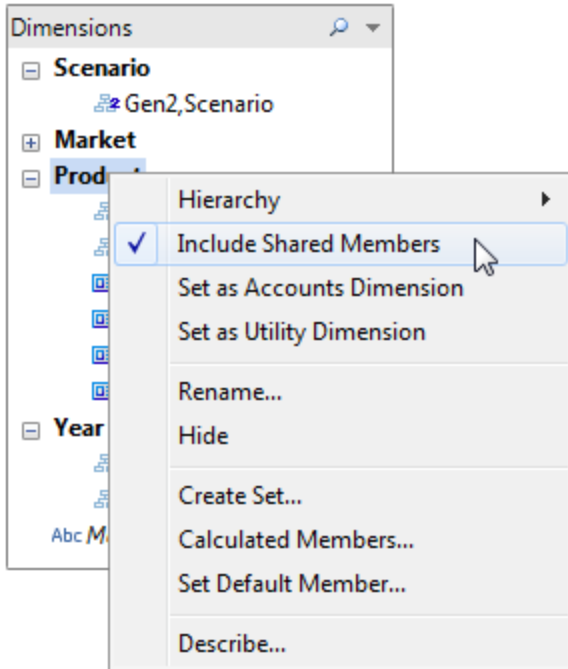 Dimensions
Scenario
Gen2,Scenario
Market
Hierarchy
Include Shared Members
Set as Accounts Dimension
Set as Utility Dimension
Rename...
Hide
Year
Create Set...
Abc
Calculated Members...
Set Default Member...
Describe...